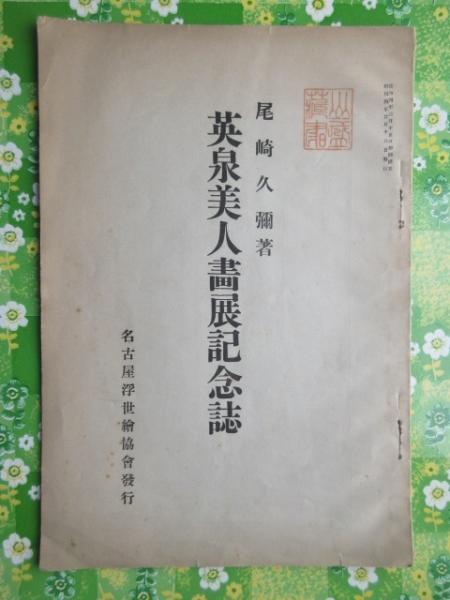 尾崎久彌著
英泉美人畫展記念誌
名古屋浮世繪協會發行